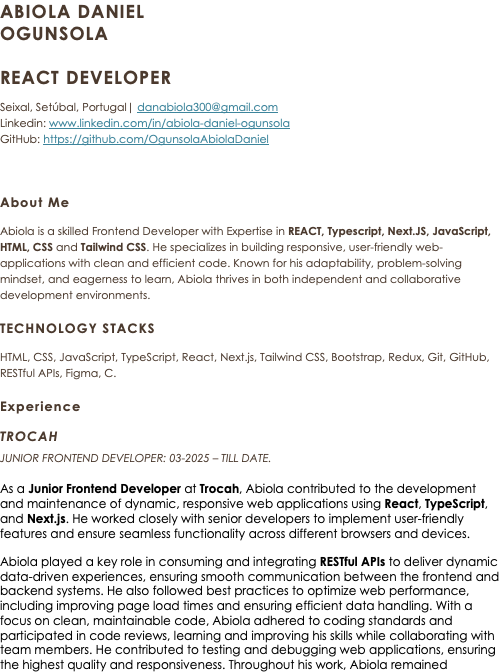 ABIOLA DANIEL
OGUNSOLA
REACT DEVELOPER
Seixal, Setúbal, Portugal| danabiola300@gmail.com
Linkedin: www.linkedin.com/in/abiola-daniel-ogunsola
GitHub: https://github.com/OgunsolaAbiolaDaniel
About Me
Abiola is a skilled Frontend Developer with Expertise in REACT, Typescript, Next.JS, JavaScript,
HTML, CSS and Tailwind CSS. He specializes in building responsive, user-friendly web-
applications with clean and efficient code. Known for his adaptability, problem-solving
mindset, and eagerness to learn, Abiola thrives in both independent and collaborative
development environments.
TECHNOLOGY STACKS
HTML, CSS, JavaScript, TypeScript, React, Next.js, Tailwind CSS, Bootstrap, Redux, Git, GitHub,
RESTful APIs, Figma, C.
Experience
TROCAH
JUNIOR FRONTEND DEVELOPER: 03-2025 – TILL DATE.
As a Junior Frontend Developer at Trocah, Abiola contributed to the development
and maintenance of dynamic, responsive web applications using React, TypeScript,
and Next.js. He worked closely with senior developers to implement user-friendly
features and ensure seamless functionality across different browsers and devices.
Abiola played a key role in consuming and integrating RESTful APIs to deliver dynamic
data-driven experiences, ensuring smooth communication between the frontend and
backend systems. He also followed best practices to optimize web performance,
including improving page load times and ensuring efficient data handling. With a
focus on clean, maintainable code, Abiola adhered to coding standards and
participated in code reviews, learning and improving his skills while collaborating with
team members. He contributed to testing and debugging web applications, ensuring
the highest quality and responsiveness. Throughout his work, Abiola remained